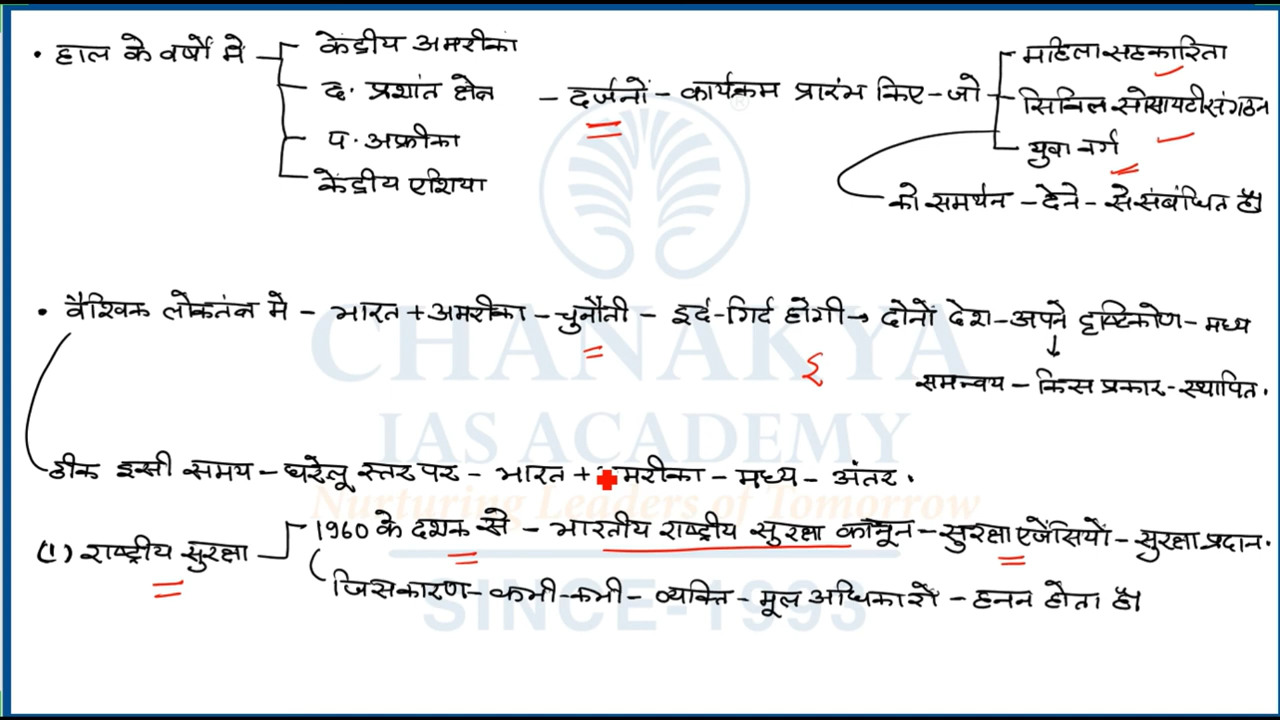 • हाल के वर्षों में - केंद्रीय अमरीका
द. प्रशांत क्षेत्र
प. अफ्रीका
केंद्रीय एशिया
- दर्जनों - कार्यक्रम प्रारंभ किए - जो -
महिला सहकारिता
सिविल सोसायटी संगठन
युवा वर्ग
को समर्थन - देने - से संबंधित है।
®
• वैश्विक लोकतंत्र में - भारत + अमरीका - चुनौती - इर्द-गिर्द होगी → दोनों देश - अपने दृष्टिकोण - मध्य
समन्वय - किस प्रकार - स्थापित.
ठीक इसी समय - घरेलू स्तर पर - भारत + मरीका - मध्य - अंतर.
(1) राष्ट्रीय सुरक्षा
1960 के दशक से - भारतीय राष्ट्रीय सुरक्षा कानून - सुरक्षा एजेंसियों - सुरक्षा प्रदान.
जिसकारण - कभी-कभी - व्यक्ति - मूल अधिकारों - हनन होता है।
CHANAKYA
IAS ACADEMY
Nurturing Leaders of Tomorrow
SINCE-1993